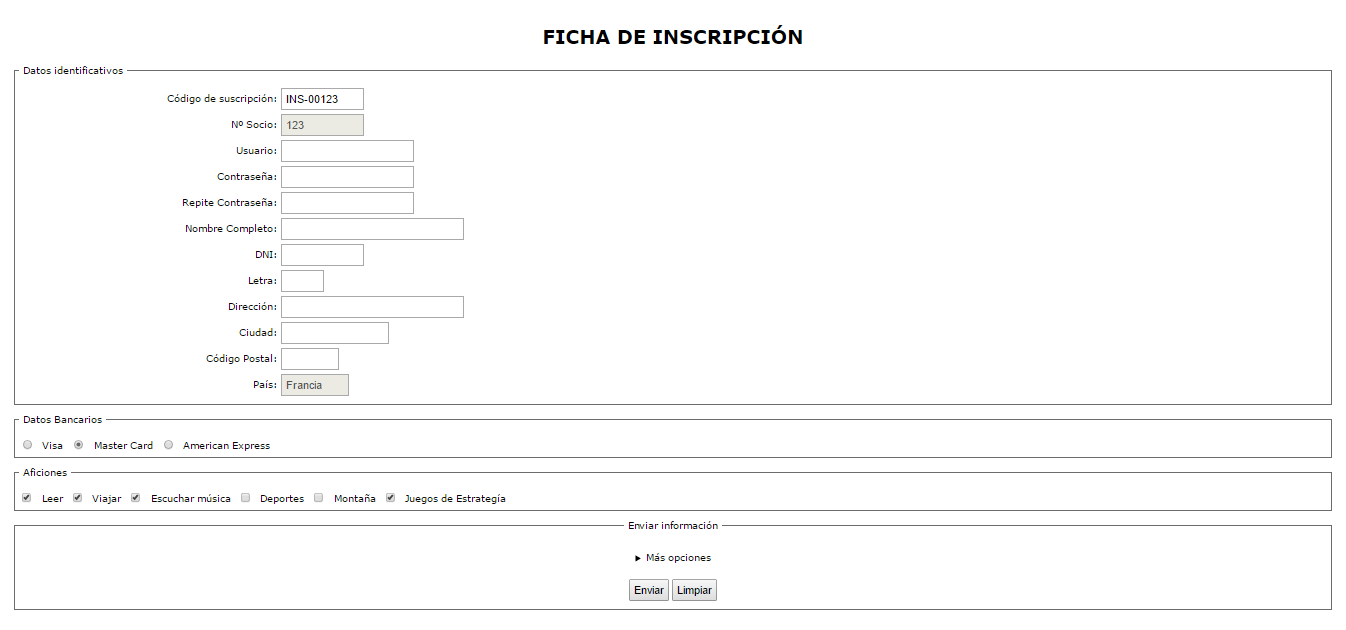 FICHA DE INSCRIPCIÓN
Datos identificativos
Código de suscripción: INS-00123
Nº Socio: 123
Usuario:
Contraseña:
Repite Contraseña:
Nombre Completo:
DNI:
Letra:
Dirección:
Ciudad:
Código Postal:
País: Francia
Datos Bancarios
Visa Master Card American Express
Aficiones
Leer Viajar Escuchar música Deportes Montaña Juegos de Estrategía
Enviar información
Más opciones
Enviar Limpiar